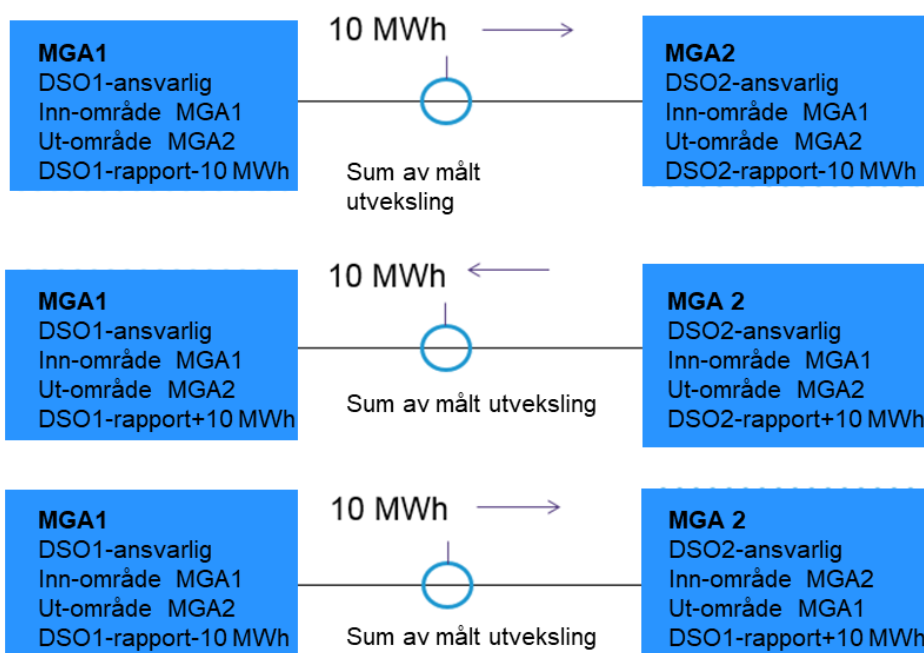 10 MWh
MGA1
DSO1-ansvarlig
Inn-område MGA1
Ut-område MGA2
DSO1-rapport-10 MWh
Sum av målt
utveksling
MGA2
DSO2-ansvarlig
Inn-område MGA1
Ut-område MGA2
DSO2-rapport-10 MWh
10 MWh
MGA1
DSO1-ansvarlig
Inn-område MGA1
Ut-område MGA2
DSO1-rapport+10 MWh
Sum av målt utveksling
MGA 2
DSO2-ansvarlig
Inn-område MGA1
Ut-område MGA2
DSO2-rapport+10 MWh
10 MWh
MGA1
DSO1-ansvarlig
Inn-område MGA1
Ut-område MGA2
DSO1-rapport-10 MWh
Sum av målt utveksling
MGA 2
DSO2-ansvarlig
Inn-område MGA2
Ut-område MGA1
DSO1-rapport+10 MWh